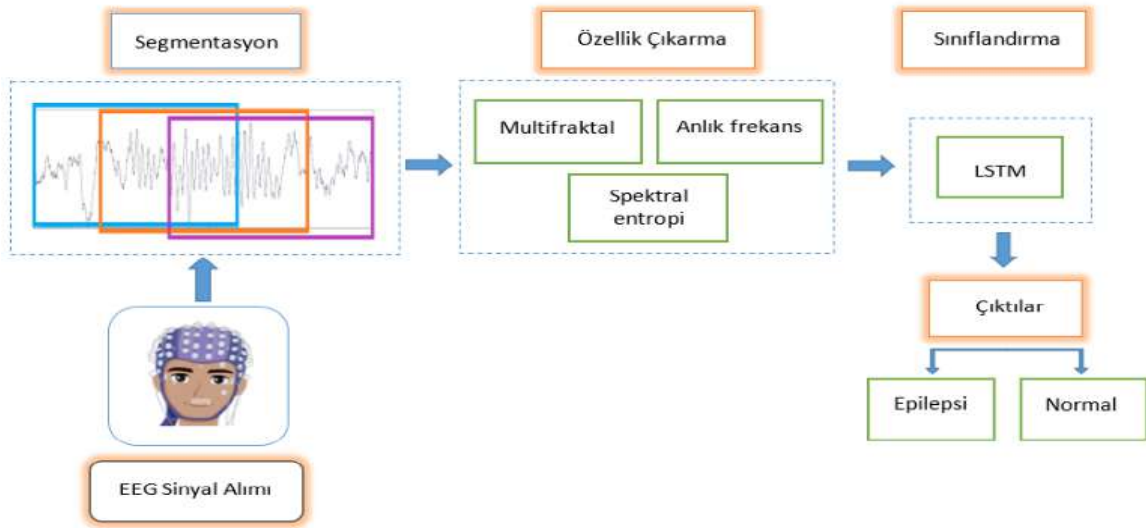 Segmentasyon
Özellik Çıkarma
Sınıflandırma
Multifraktal
Anlık frekans
Spektral
entropi
LSTM
Çıktılar
Epilepsi
Normal
EEG Sinyal Alımı